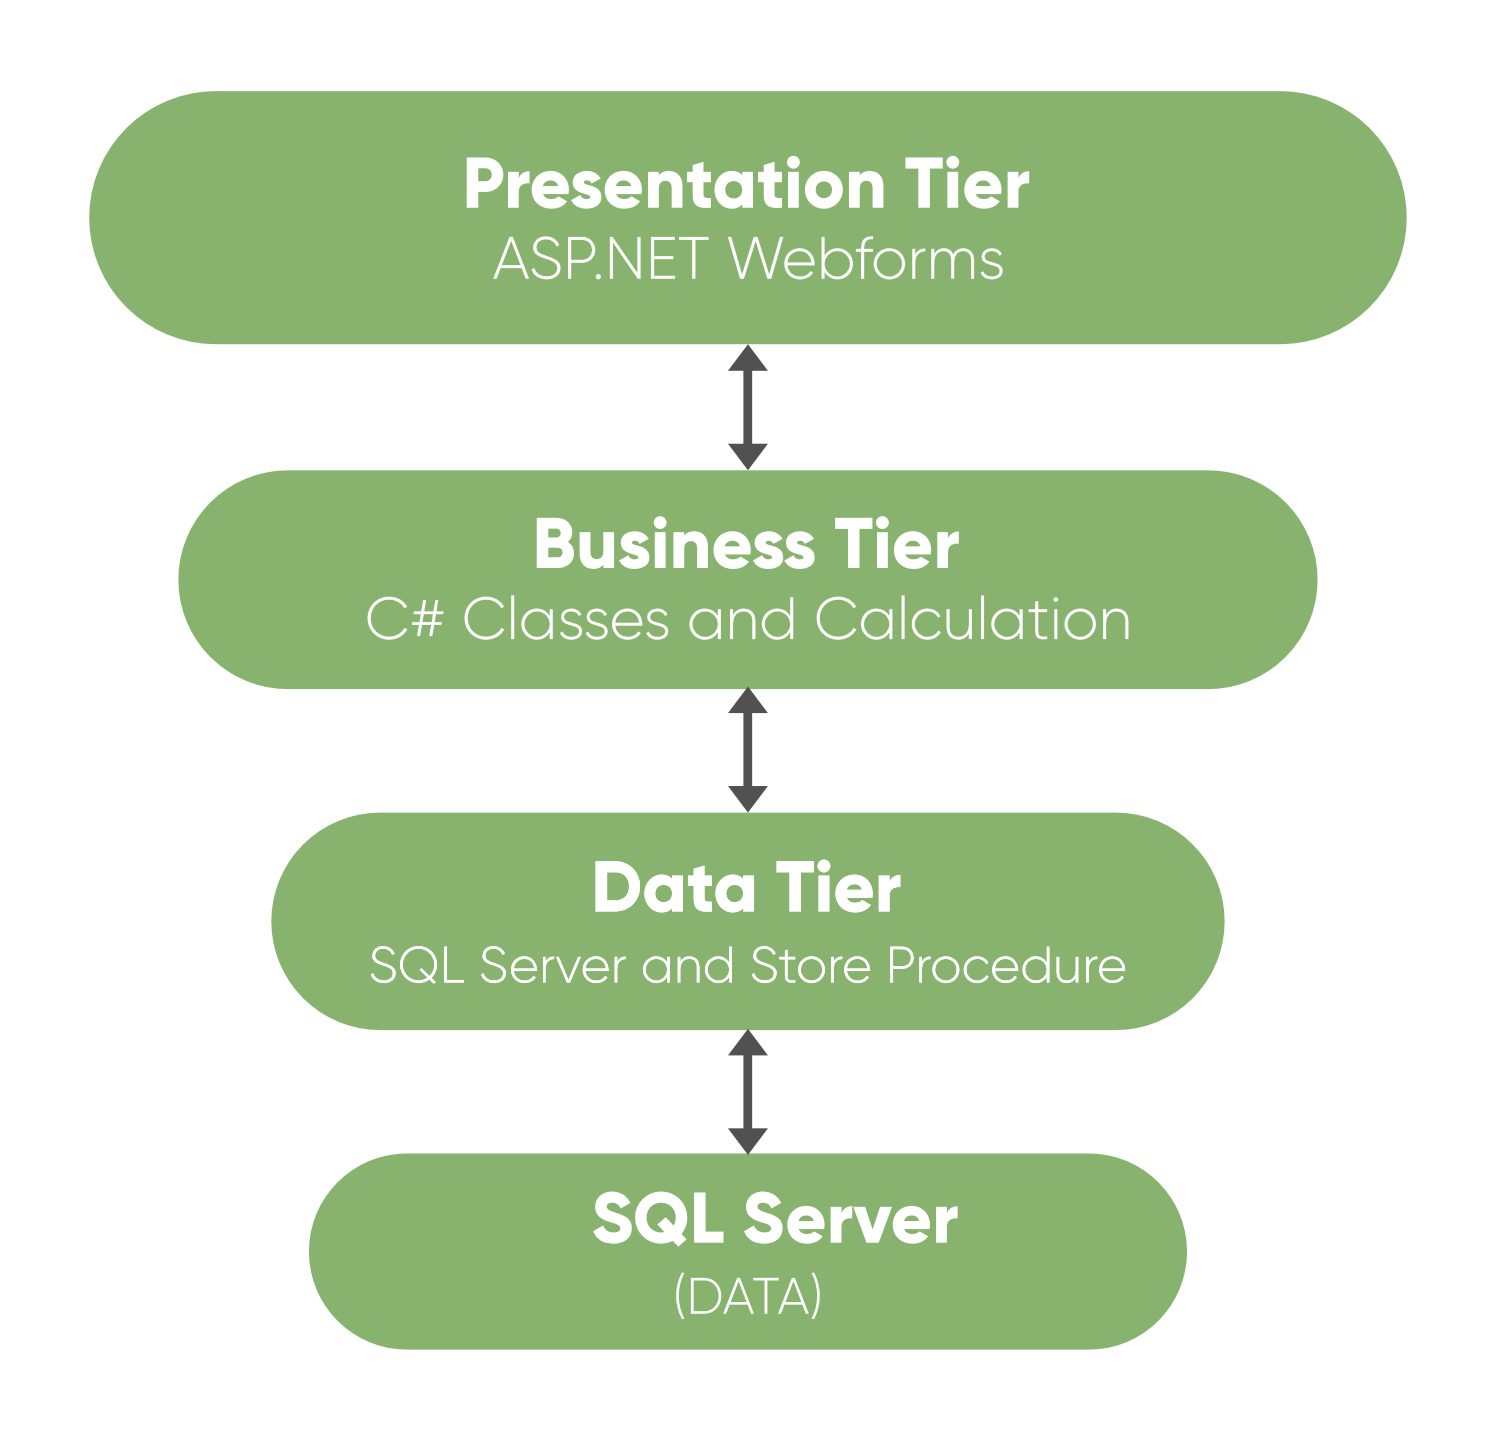 Presentation Tier
ASP.NET Webforms
Business Tier
C# Classes and Calculation
Data Tier
SQL Server and Store Procedure
SQL Server
(DATA)